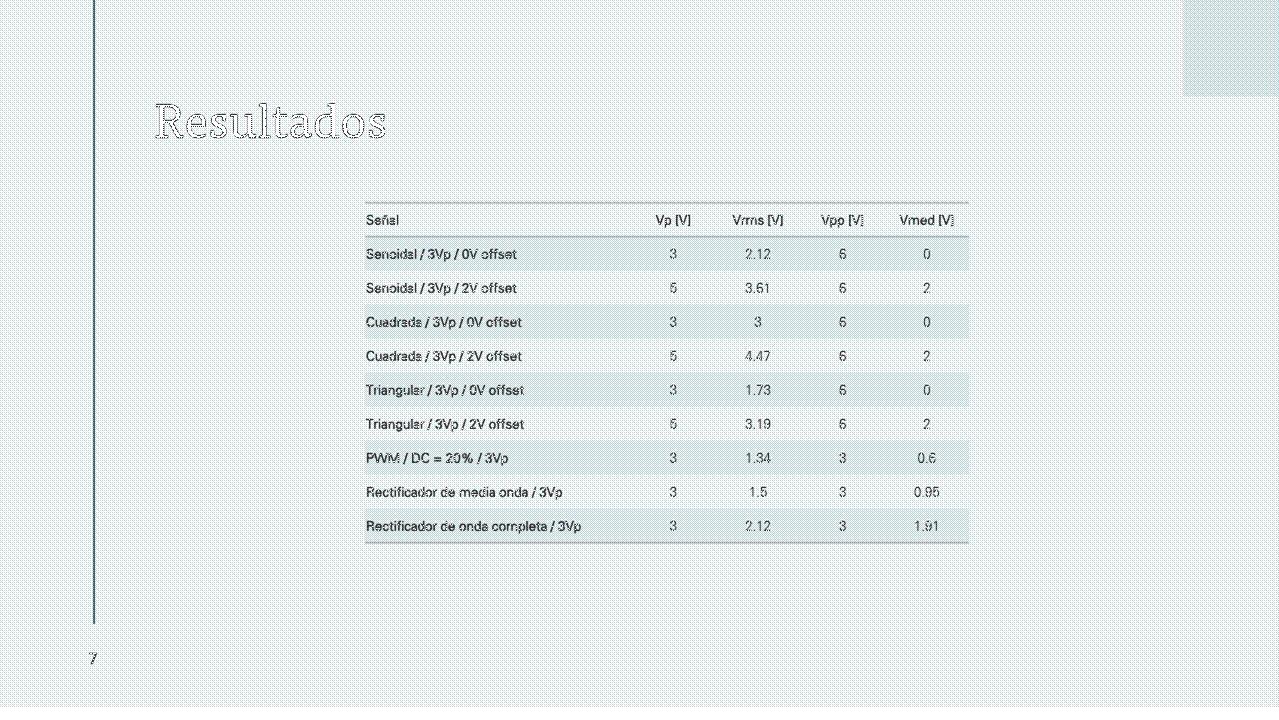 Resultados
Señal Vp [V] Vrms [V] Vpp [V] Vmed [V]
Senoidal / 3Vp / 0V offset 3 2.12 6 0
Senoidal / 3Vp / 2V offset 5 3.61 6 2
Cuadrada / 3Vp / 0V offset 3 3 6 0
Cuadrada / 3Vp / 2V offset 5 4.47 6 2
Triangular / 3Vp / 0V offset 3 1.73 6 0
Triangular / 3Vp / 2V offset 5 3.19 6 2
PWM / DC = 20% / 3Vp 3 1.34 3 0.6
Rectificador de media onda / 3Vp 3 1.5 3 0.95
Rectificador de onda completa / 3Vp 3 2.12 3 1.91
7